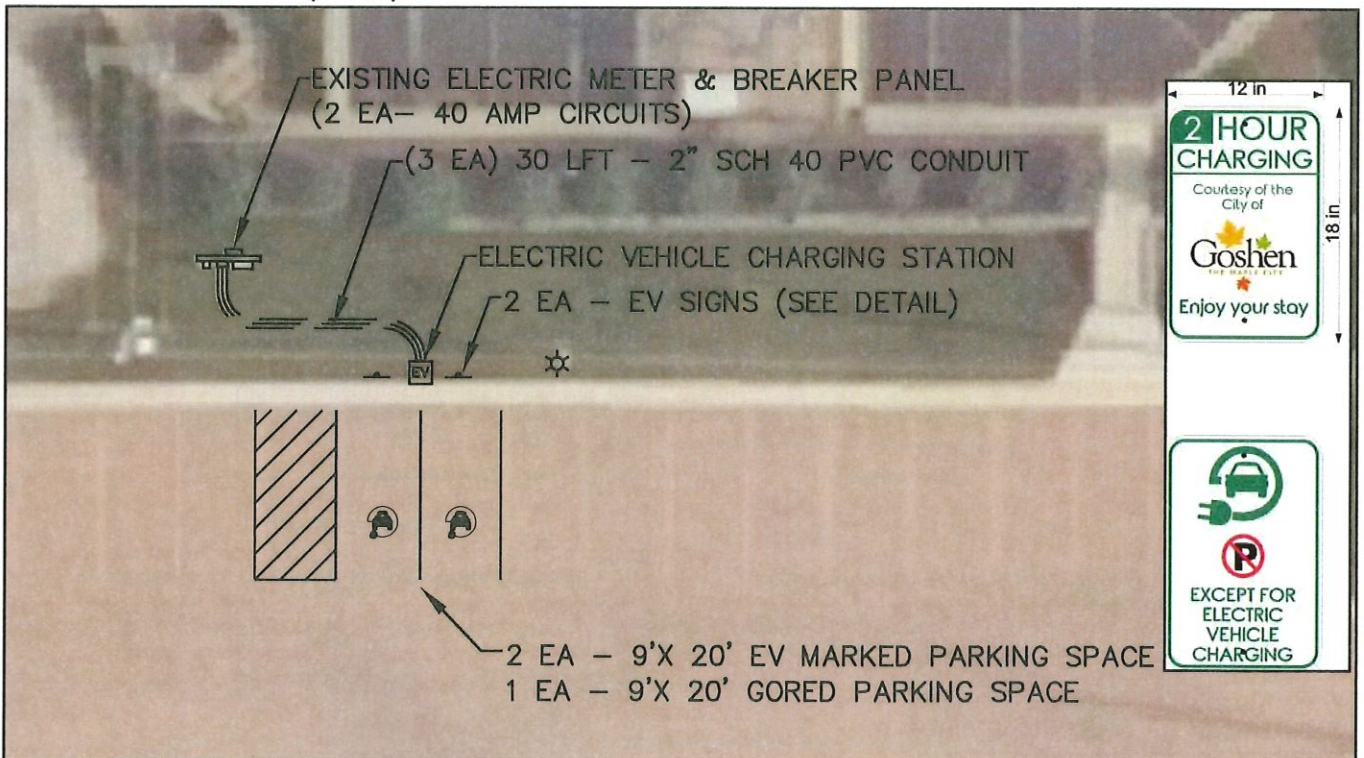 EXISTING ELECTRIC METER & BREAKER PANEL
(2 EA- 40 AMP CIRCUITS)
(3 EA) 30 LFT - 2" SCH 40 PVC CONDUIT
ELECTRIC VEHICLE CHARGING STATION
2 EA - EV SIGNS (SEE DETAIL)
EV
2 EA - 9'X 20' EV MARKED PARKING SPACE
1 EA - 9'X 20' GORED PARKING SPACE
12 in
18 in
2 HOUR
CHARGING
Courtesy of the
City of
Goshen
THE MAPLE CITY
Enjoy your stay
P
EXCEPT FOR
ELECTRIC
VEHICLE
CHARGING